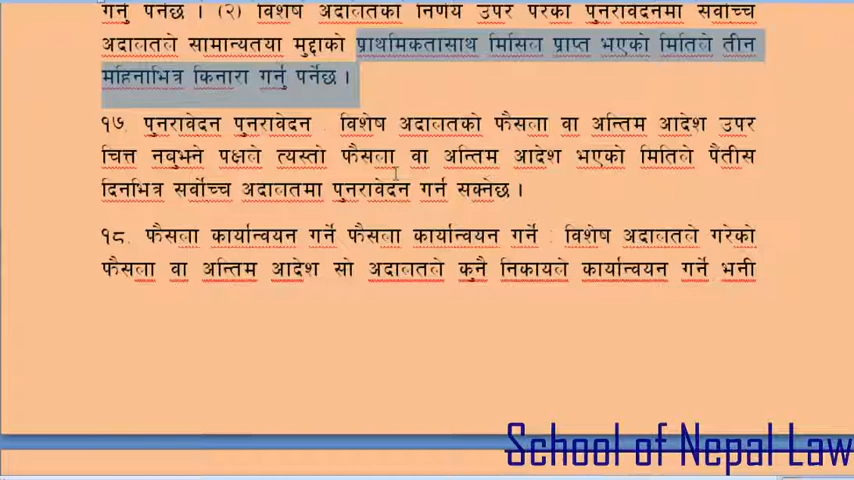 गर्नु पर्नेछ । (२) विशेष अदालतको निर्णय उपर परेको पुनरावेदनमा सर्वोच्च
अदालतले सामान्यतया मुद्दाको प्राथमिकतासाथ मिसिल प्राप्त भएको मितिले तीन
महिनाभित्र किनारा गर्नु पर्नेछ ।
१७. पुनरावेदन पुनरावेदन : विशेष अदालतको फैसला वा अन्तिम आदेश उपर
चित्त नबुझ्ने पक्षले त्यस्तो फैसला वा अन्तिम आदेश भएको मितिले पैंतीस
दिनभित्र सर्वोच्च अदालतमा पुनरावेदन गर्न सक्नेछ ।
१८. फैसला कार्यान्वयन गर्ने फैसला कार्यान्वयन गर्ने : विशेष अदालतले गरेको
फैसला वा अन्तिम आदेश सो अदालतले कुनै निकायले कार्यान्वयन गर्ने भनी
School of Nepal Law